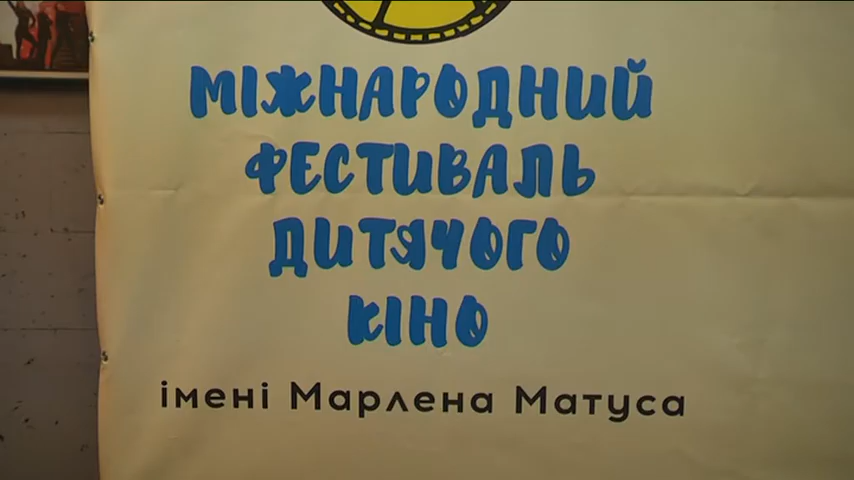 МІЖНАРОДНИЙ
ФЕСТИВАЛЬ
ДИТЯЧОГО
КІНО
імені Марлена Матуса